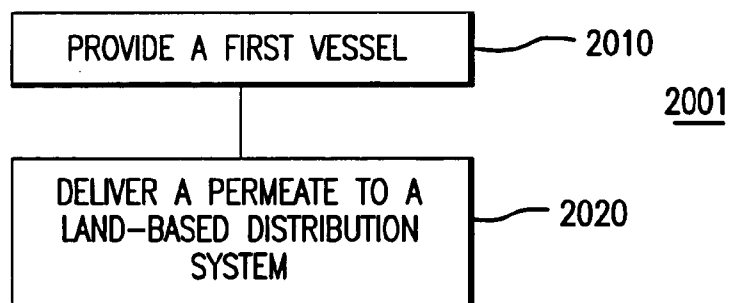 PROVIDE A FIRST VESSEL
2010
2001
DELIVER A PERMEATE TO A
LAND-BASED DISTRIBUTION
SYSTEM
2020